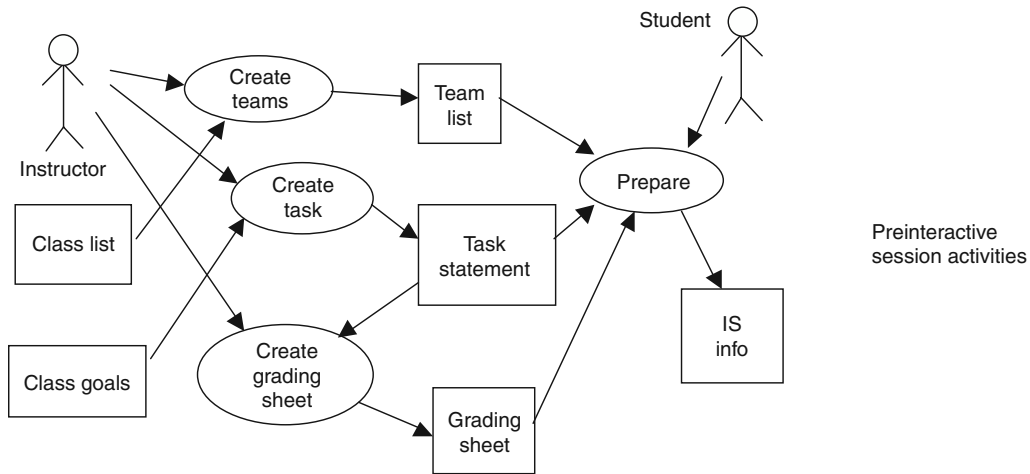 Student
Create
teams
Team
list
Instructor
Create
task
Prepare
Class list
Task
statement
Preinteractive
session activities
IS
info
Create
grading
sheet
Class goals
Grading
sheet